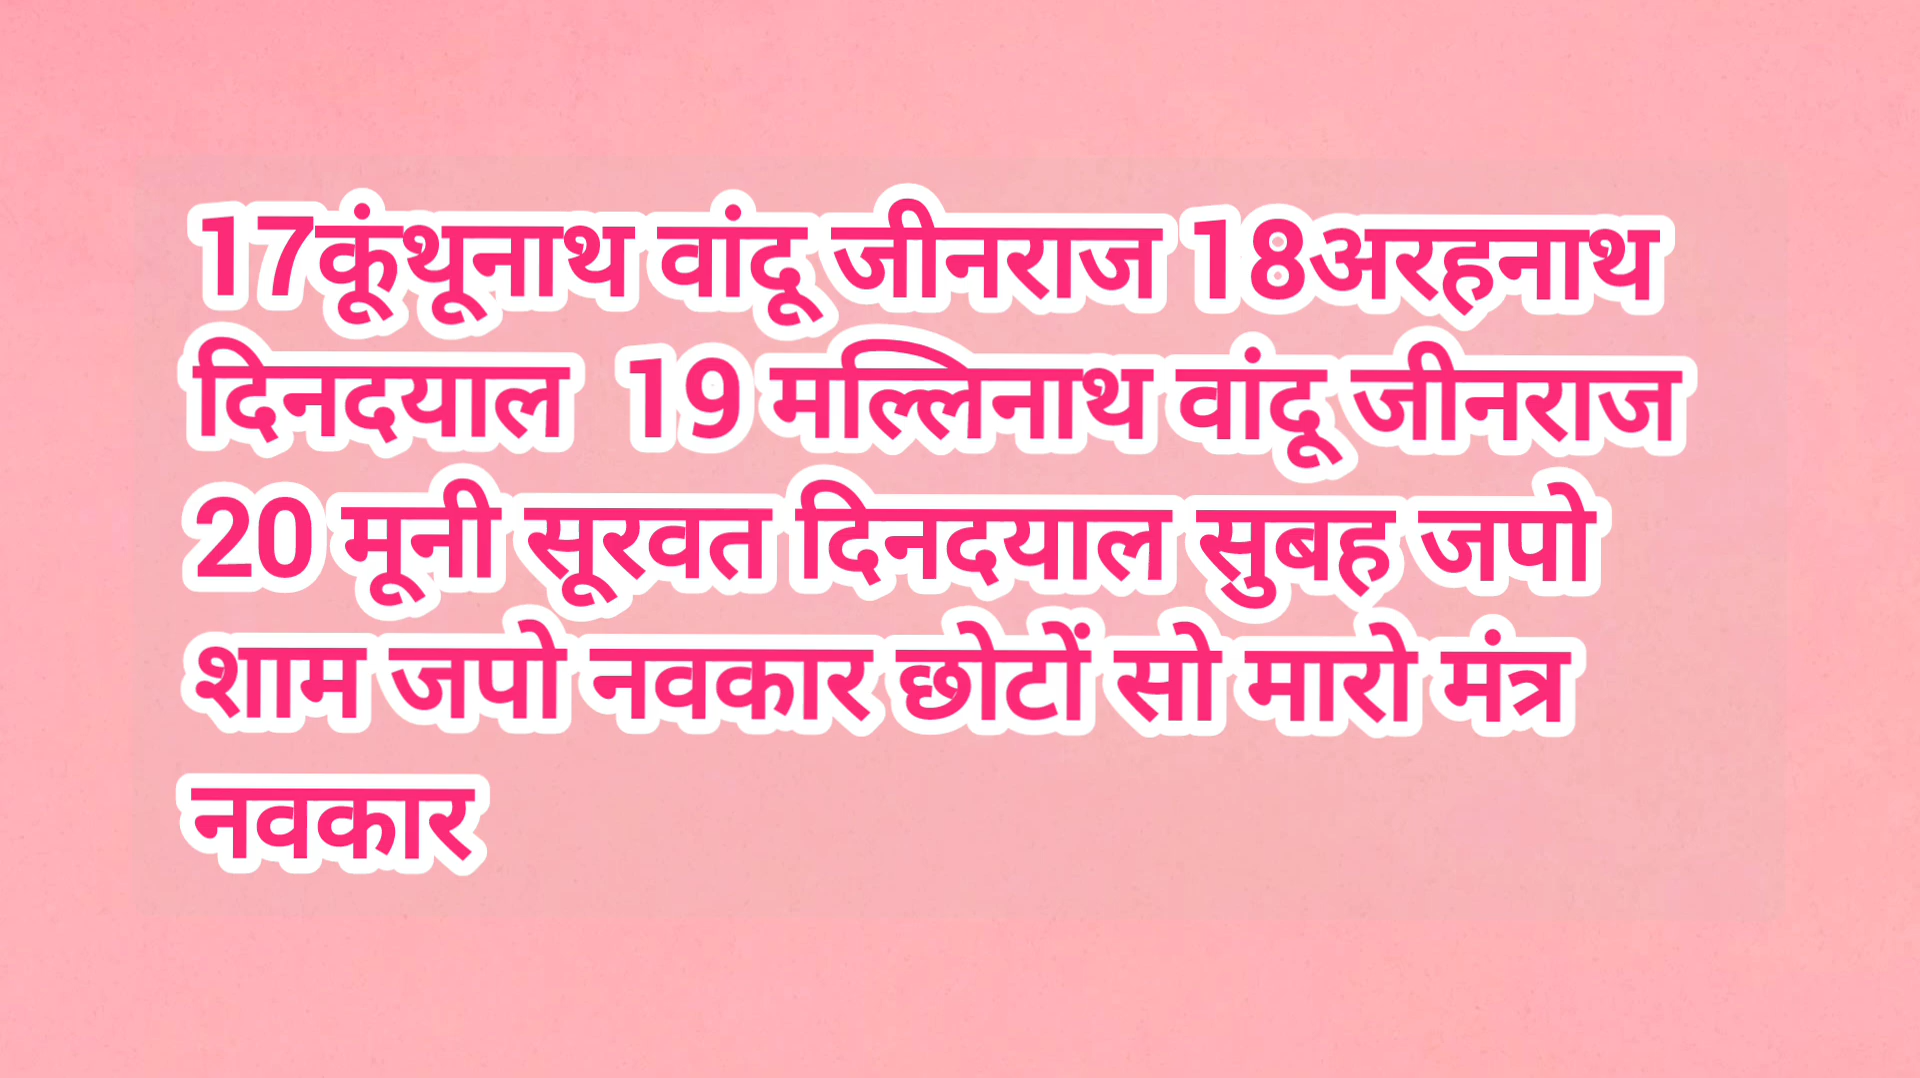 17कूंथूनाथ वांदू जीनराज 18अरहनाथ
दिनदयाल 19 मल्लिनाथ वांदू जीनराज
20 मूनी सूरवत दिनदयाल सुबह जपो
शाम जपो नवकार छोटों सो मारो मंत्र
नवकार